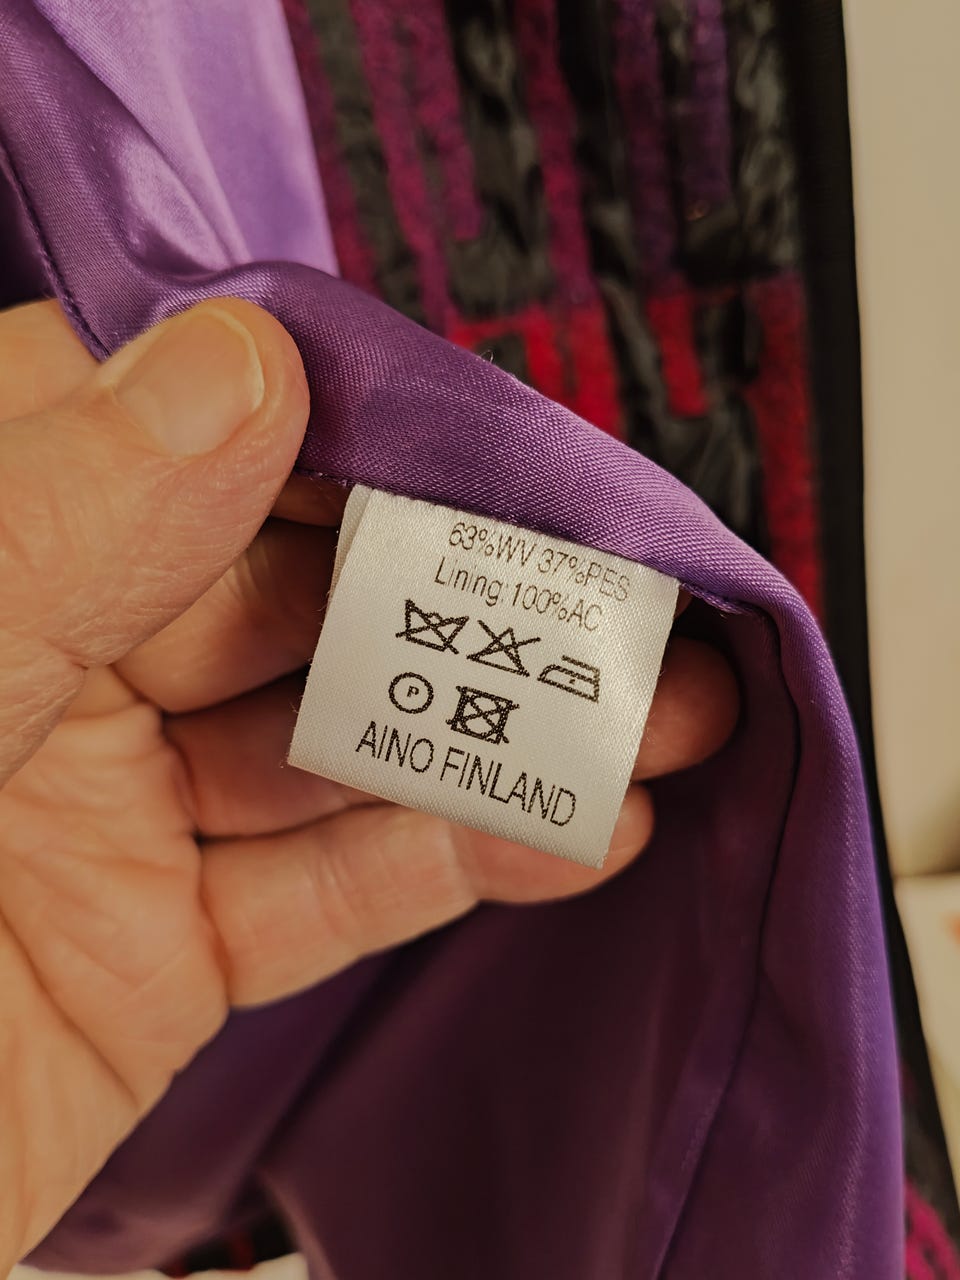 63%WV 37%PES
Lining:100%AC
P
AINO FINLAND